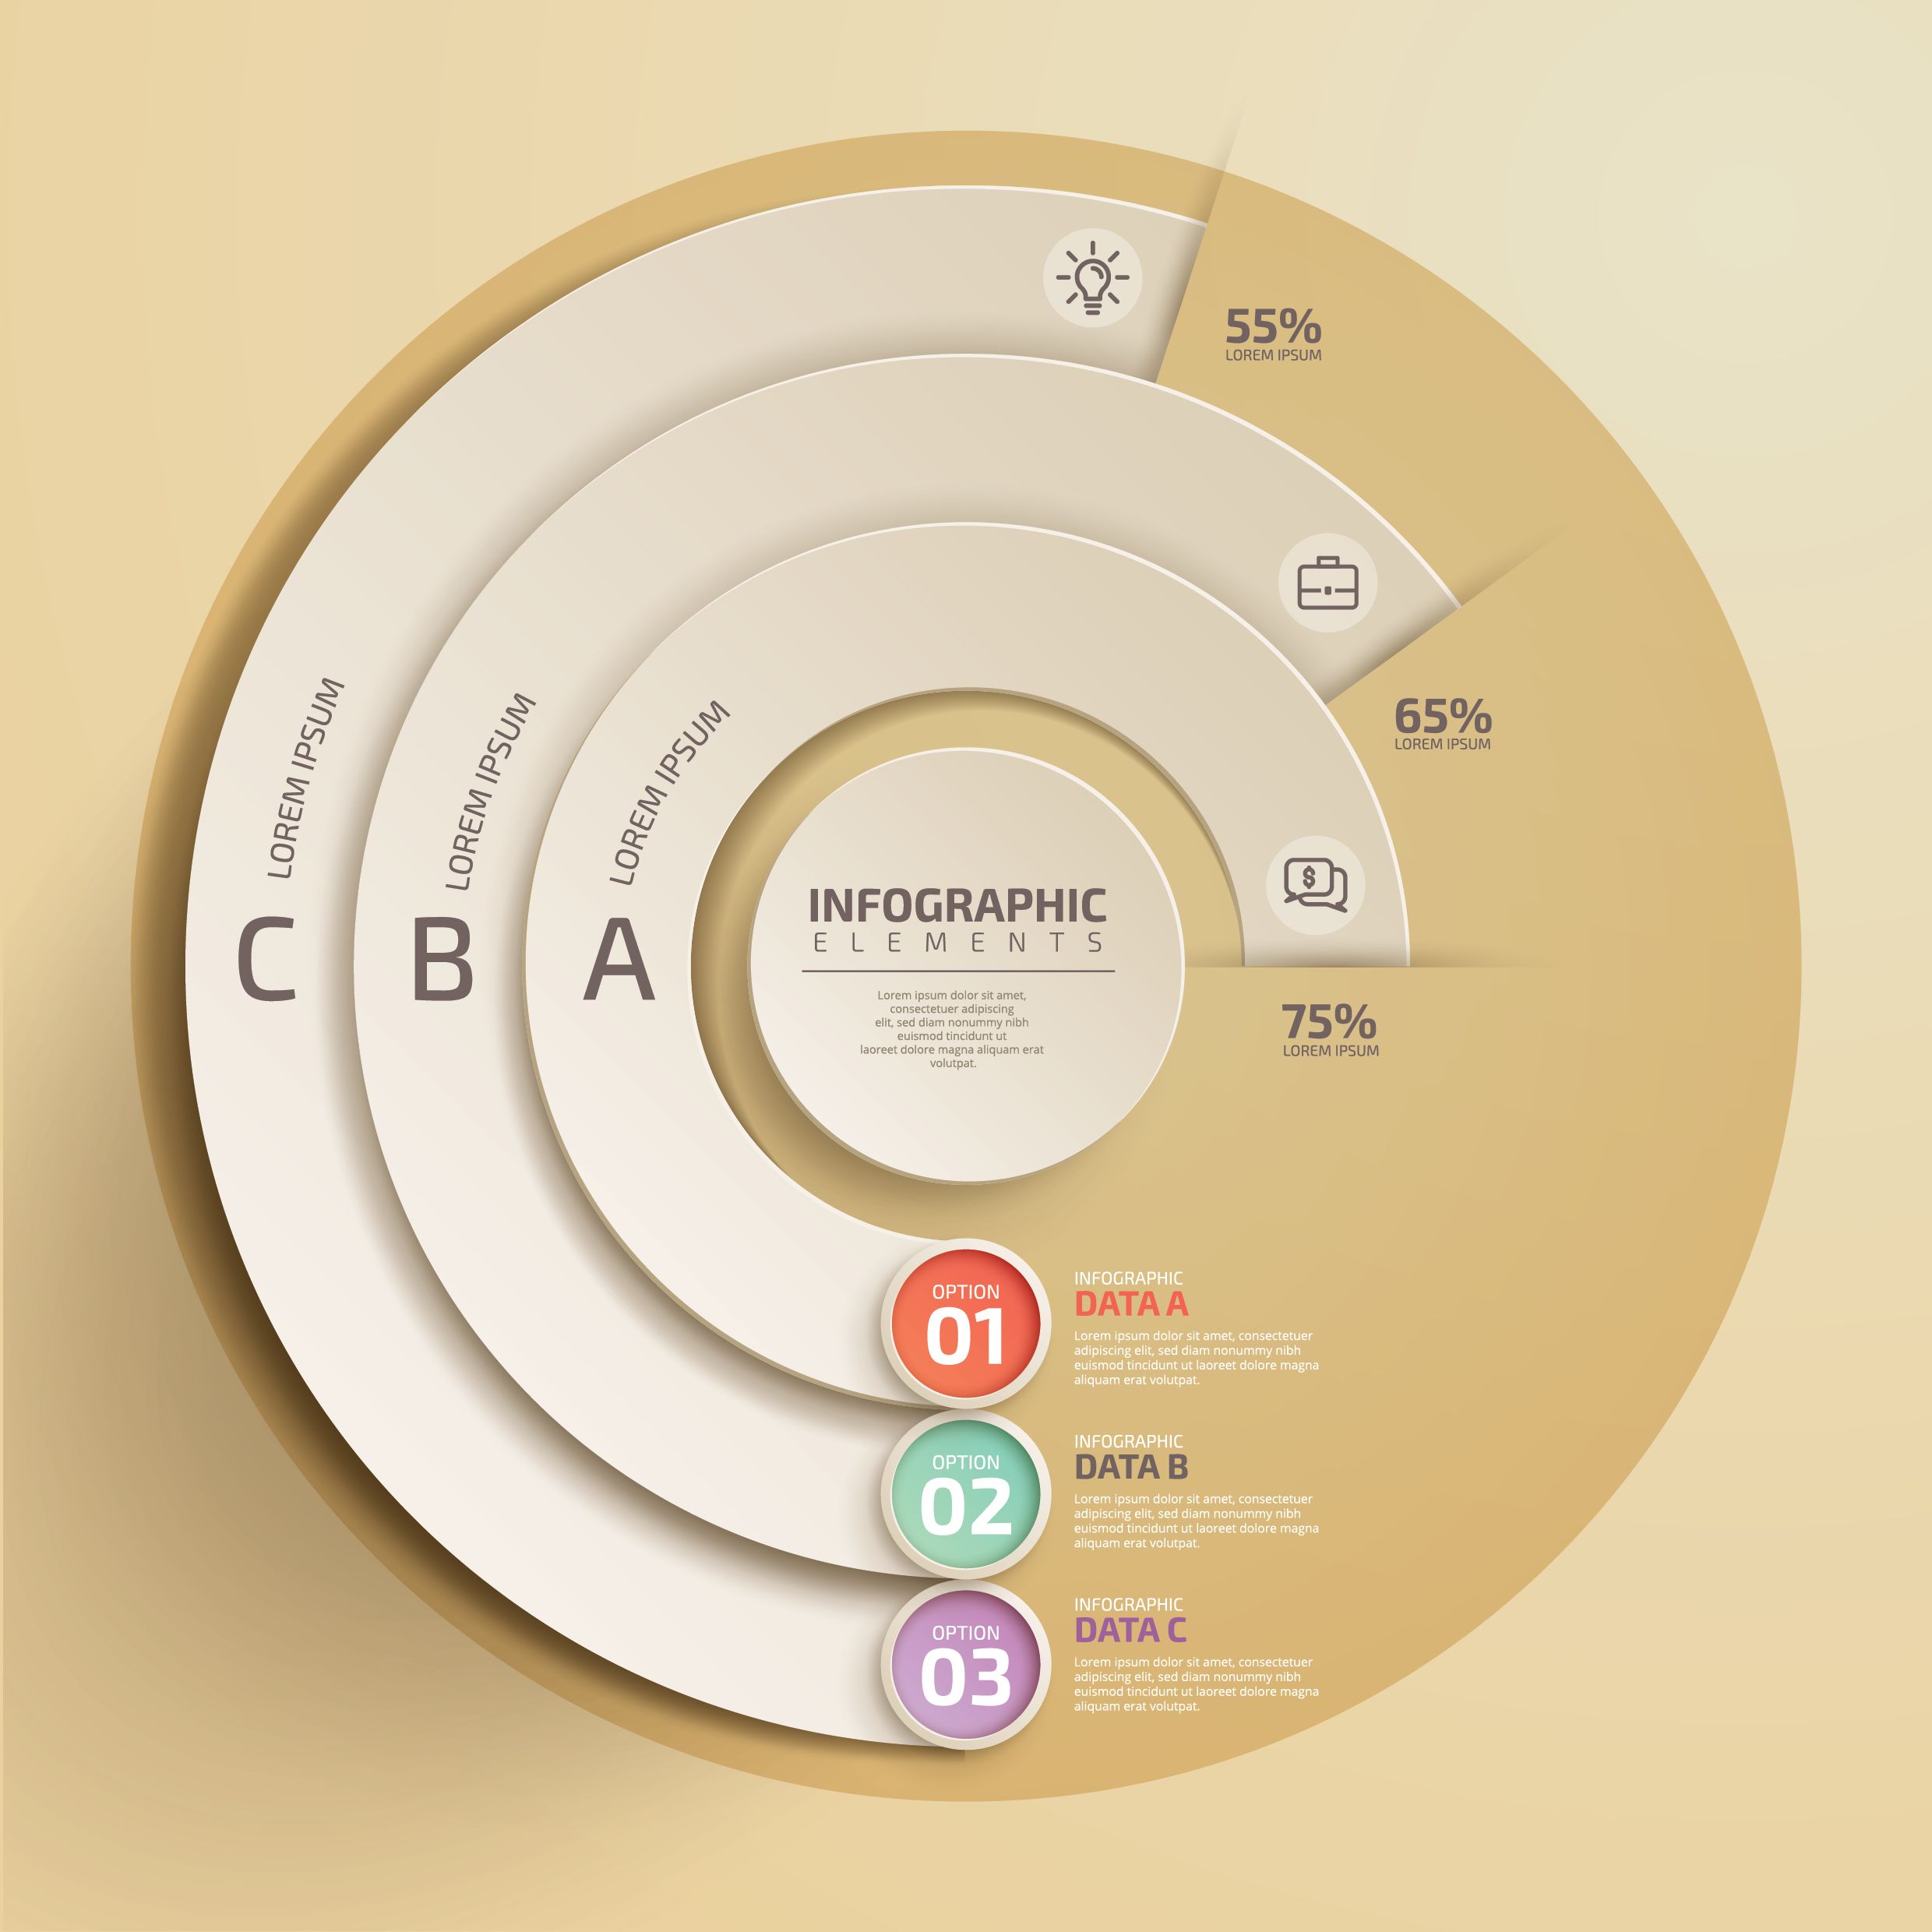 55%
LOREM IPSUM
65%
LOREM IPSUM
LOREM IPSUM
LOREM IPSUM
LOREM IPSUM
C
B
A
INFOGRAPHIC
ELEMENTS
Lorem ipsum dolor sit amet,
consectetuer adipiscing
elit, sed diam nonummy nibh
euismod tincidunt ut
laoreet dolore magna aliquam erat
volutpat.
$
75%
LOREM IPSUM
OPTION
01
INFOGRAPHIC
DATA A
Lorem ipsum dolor sit amet, consectetuer
adipiscing elit, sed diam nonummy nibh
euismod tincidunt ut laoreet dolore magna
aliquam erat volutpat.
OPTION
02
INFOGRAPHIC
DATA B
Lorem ipsum dolor sit amet, consectetuer
adipiscing elit, sed diam nonummy nibh
euismod tincidunt ut laoreet dolore magna
aliquam erat volutpat.
OPTION
03
INFOGRAPHIC
DATA C
Lorem ipsum dolor sit amet, consectetuer
adipiscing elit, sed diam nonummy nibh
euismod tincidunt ut laoreet dolore magna
aliquam erat volutpat.